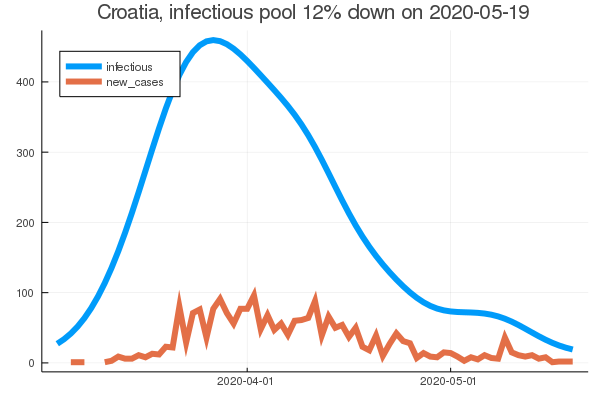 Croatia, infectious pool 12% down on 2020-05-19
infectious
new_cases
400
300
200
100
0
2020-04-01
2020-05-01